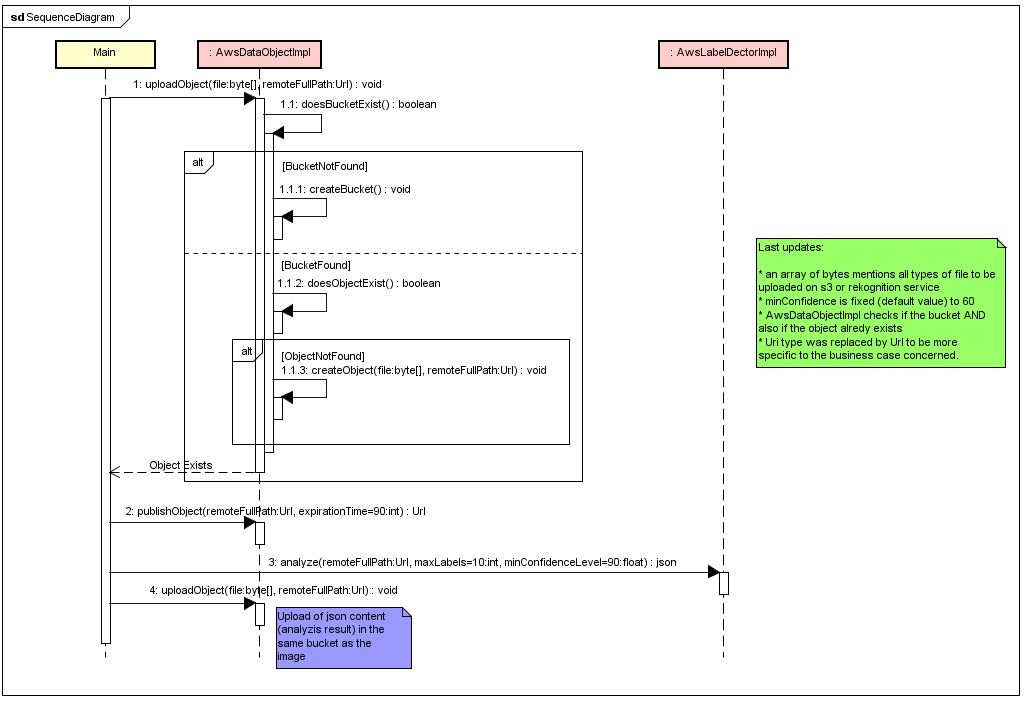 sd SequenceDiagram
Main
: AwsDataObjectImpl
: AwsLabelDectorImpl
1: uploadObject(file:byte[], remoteFullPath:Url) : void
1.1: doesBucketExist() : boolean
alt
[BucketNotFound]
1.1.1: createBucket() : void
[BucketFound]
1.1.2: doesObjectExist() : boolean
alt
[ObjectNotFound]
1.1.3: createObject(file:byte[], remoteFullPath:Url) : void
Object Exists
Last updates:
* an array of bytes mentions all types of file to be
uploaded on s3 or rekognition service
* minConfidence is fixed (default value) to 60
* AwsDataObjectImpl checks if the bucket AND
also if the object alredy exists
* Uri type was replaced by Url to be more
specific to the business case concerned.
2: publishObject(remoteFullPath:Url, expirationTime=90:int) : Url
3: analyze(remoteFullPath:Url, maxLabels=10:int, minConfidenceLevel=90:float) : json
4: uploadObject(file:byte[], remoteFullPath:Url) : void
Upload of json content
(analyzis result) in the
same bucket as the
image